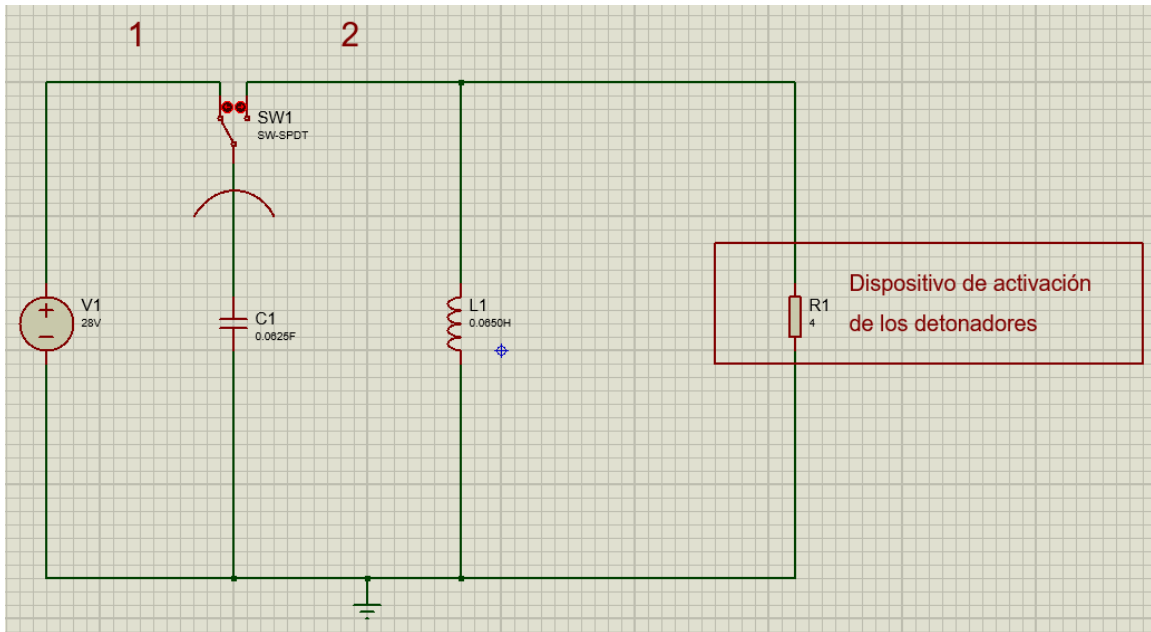 1
2
SW1
SW-SPDT
V1
28V
C1
0.0625F
L1
0.0650H
R1
4
Dispositivo de activación
de los detonadores